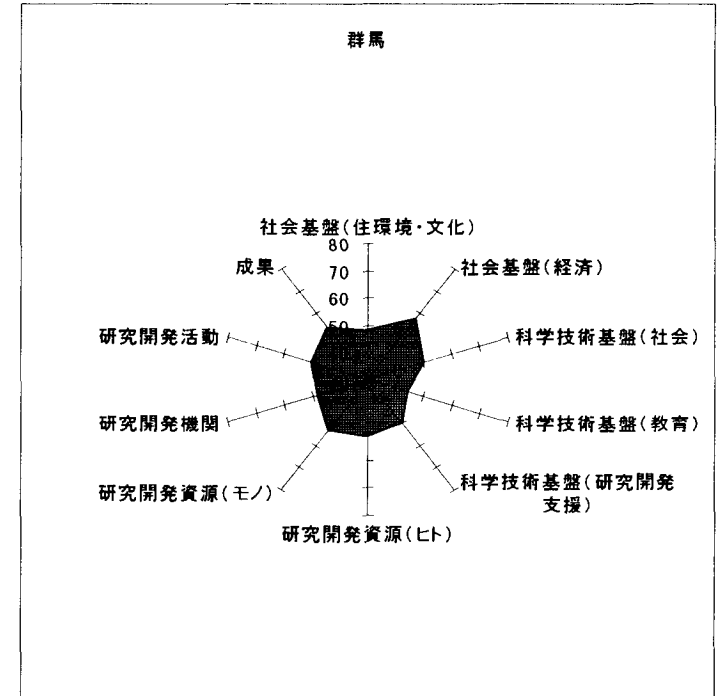 群馬
社会基盤(住環境・文化)
80
70
60
50
成果
社会基盤(経済)
研究開発活動
科学技術基盤(社会)
研究開発機関
科学技術基盤(教育)
研究開発資源(モノ)
科学技術基盤(研究開発
支援)
研究開発資源(ヒト)